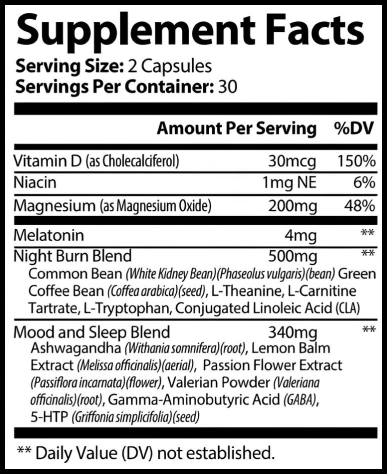 Supplement Facts
Serving Size: 2 Capsules
Servings Per Container: 30
Amount Per Serving %DV
Vitamin D (as Cholecalciferol) 30mcg 150%
Niacin 1mg NE 6%
Magnesium (as Magnesium Oxide) 200mg 48%
Melatonin 4mg **
Night Burn Blend 500mg **
Common Bean (White Kidney Bean)(Phaseolus vulgaris)(bean) Green
Coffee Bean (Coffea arabica)(seed), L-Theanine, L-Carnitine
Tartrate, L-Tryptophan, Conjugated Linoleic Acid (CLA)
Mood and Sleep Blend 340mg **
Ashwagandha (Withania somnifera)(root), Lemon Balm
Extract (Melissa officinalis)(aerial), Passion Flower Extract
(Passiflora incarnata)(flower), Valerian Powder (Valeriana
officinalis)(root), Gamma-Aminobutyric Acid (GABA),
5-HTP (Griffonia simplicifolia)(seed)
** Daily Value (DV) not established.